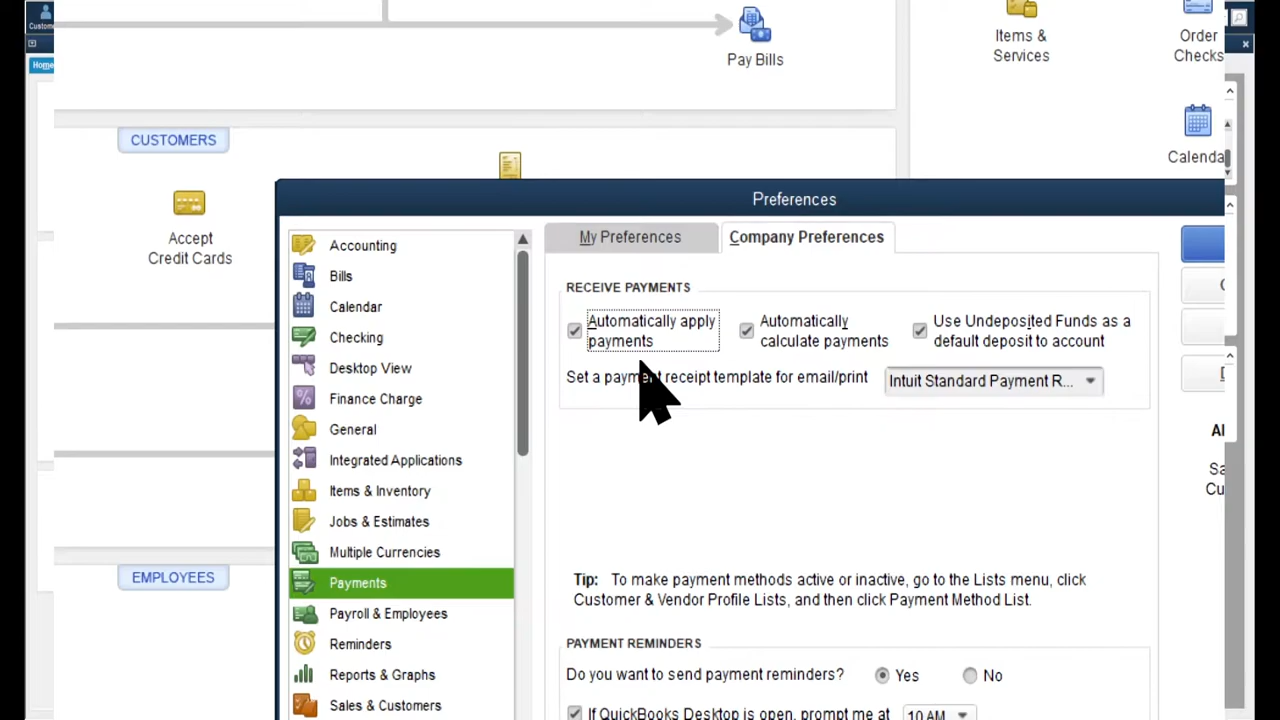 Custome
Home
Pay Bills
Items &
Services
Order
Checks
CUSTOMERS
Calenda
Accept
Credit Cards
Preferences
Accounting
Bills
Calendar
Checking
Desktop View
Finance Charge
General
Integrated Applications
Items & Inventory
Jobs & Estimates
Multiple Currencies
Payments
Payroll & Employees
Reminders
Reports & Graphs
Sales & Customers
EMPLOYEES
My Preferences
Company Preferences
RECEIVE PAYMENTS
Automatically apply
payments
Automatically
calculate payments
Use Undeposited Funds as a
default deposit to account
Set a payment receipt template for email/print
Intuit Standard Payment R...
Tip: To make payment methods active or inactive, go to the Lists menu, click
Customer & Vendor Profile Lists, and then click Payment Method List.
PAYMENT REMINDERS
Do you want to send payment reminders?
Yes
No
If QuickBooks Desktop is open, prompt me at
10 AM
Al
Sa
Cu